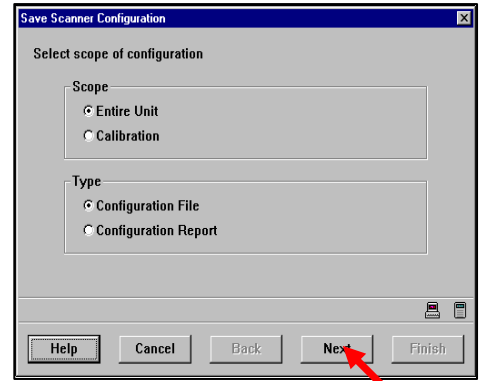 Save Scanner Configuration
Select scope of configuration
Scope
Entire Unit
Calibration
Type
Configuration File
Configuration Report
Help Cancel Back Next Finish